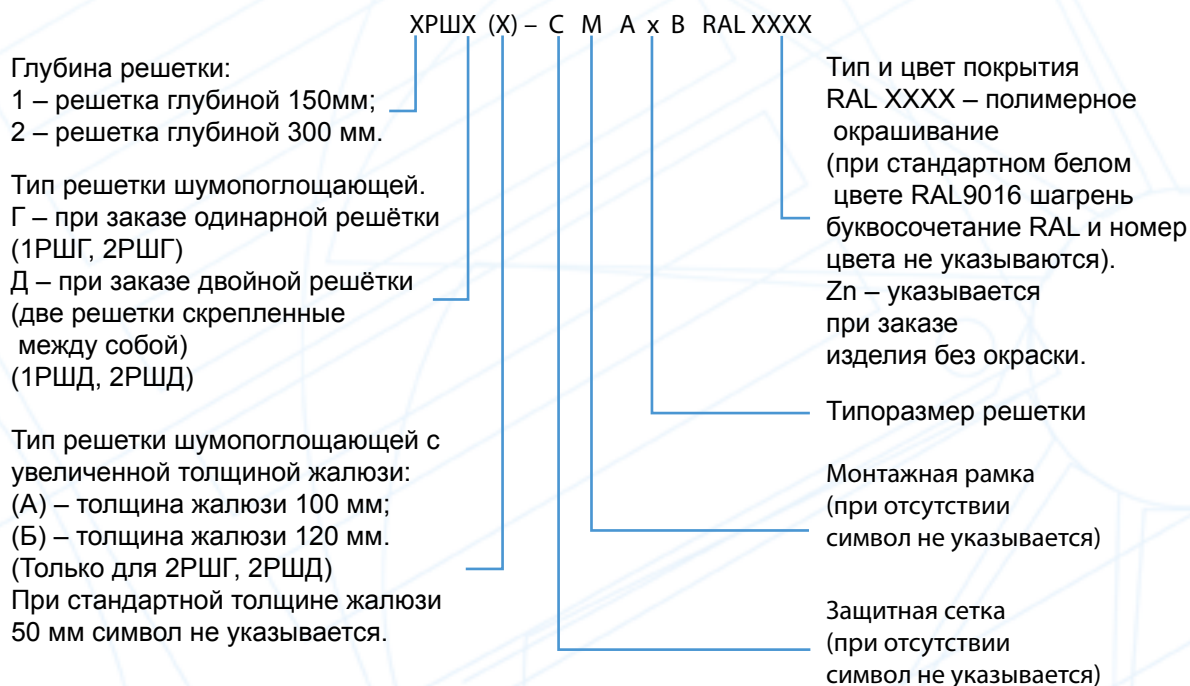 ХРШХ (Х) – С М А х В RAL XXXX
Глубина решетки:
1 – решетка глубиной 150мм;
2 – решетка глубиной 300 мм.
Тип решетки шумопоглощающей.
Г – при заказе одинарной решётки
(1РШГ, 2РШГ)
Д – при заказе двойной решётки
(две решетки скрепленные
между собой)
(1РШД, 2РШД)
Тип решетки шумопоглощающей с
увеличенной толщиной жалюзи:
(А) – толщина жалюзи 100 мм;
(Б) – толщина жалюзи 120 мм.
(Только для 2РШГ, 2РШД)
При стандартной толщине жалюзи
50 мм символ не указывается.
Тип и цвет покрытия
RAL XXXX – полимерное
окрашивание
(при стандартном белом
цвете RAL9016 шагрень
буквосочетание RAL и номер
цвета не указываются).
Zn – указывается
при заказе
изделия без окраски.
Типоразмер решетки
Монтажная рамка
(при отсутствии
символ не указывается)
Защитная сетка
(при отсутствии
символ не указывается)